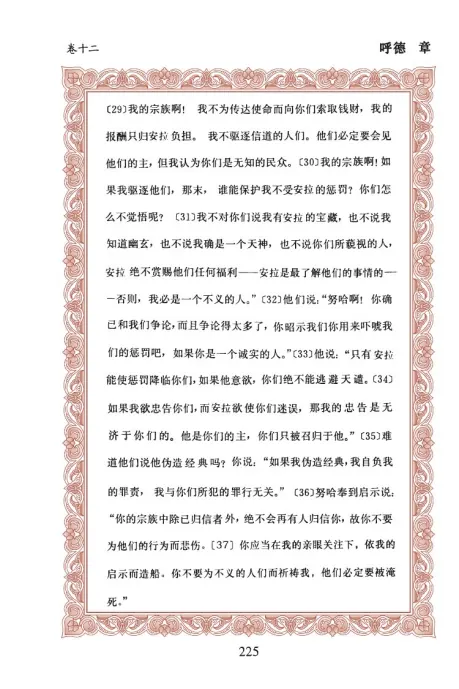 卷十二
呼德 章
〔29〕我的宗族啊! 我不为传达使命而向你们索取钱财,我的
报酬只归安拉负担。 我不驱逐信道的人们。他们必定要会见
他们的主,但我认为你们是无知的民众。〔30〕我的宗族啊!如
果我驱逐他们,那末, 谁能保护我不受安拉的惩罚? 你们怎
么不觉悟呢? 〔31〕我不对你们说我有安拉的宝藏,也不说我
知道幽玄,也不说我确是一个天神,也不说你们所藐视的人,
安拉 绝不赏赐他们任何福利——安拉是最了解他们的事情的—
—否则,我必是一个不义的人。”〔32〕他们说:“努哈啊! 你确
已和我们争论,而且争论得太多了,你昭示我们你用来吓唬我
们的惩罚吧,如果你是一个诚实的人。”〔33〕他说:“只有安拉
能使惩罚降临你们,如果他意欲,你们绝不能逃避天谴。〔34〕
如果我欲忠告你们,而安拉欲使你们迷误, 那我的忠告是无
济于你们的。他是你们的主,你们只被召归于他。”〔35〕难
道他们说他伪造经典吗? 你说:“如果我伪造经典,我自负我
的罪责, 我与你们所犯的罪行无关。” 〔36〕努哈奉到启示说:
“你的宗族中除已归信者外,绝不会再有人归信你,故你不要
为他们的行为而悲伤。〔37〕你应当在我的亲眼关注下,依我的
启示而造船。你不要为不义的人们而祈祷我,他们必定要被淹
死。”
225